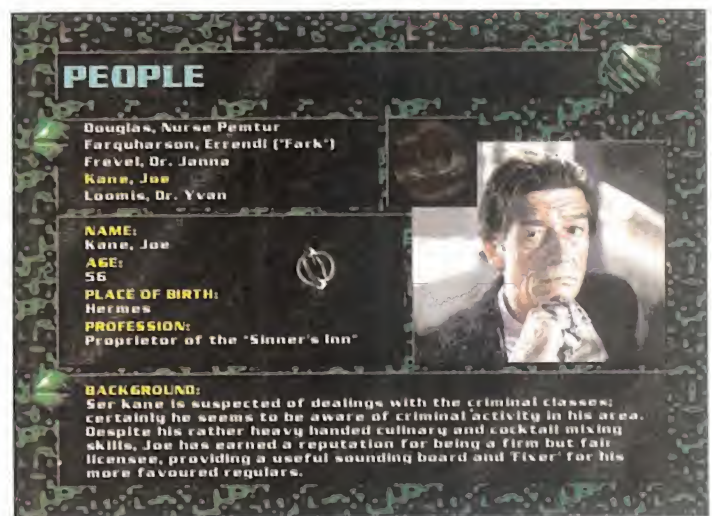 PEOPLE
Douglas, Nurse Pemtur
Farquharson, Errendi ("Fark")
Frevel, Dr. Janna
Kane, Joe
Loomis, Dr. Yvan
NAME:
Kane, Joe
AGE:
56
PLACE OF BIRTH:
Hermes
PROFESSION:
Proprietor of the "Sinner's Inn"
BACKGROUND:
Ser Kane is suspected of dealings with the criminal classes;
certainly he seems to be aware of criminal activity in his area.
Despite his rather heavy handed culinary and cocktail mixing
skills, Joe has earned a reputation for being a firm but fair
licensee, providing a useful sounding board and 'Fixer' for his
more favoured regulars.